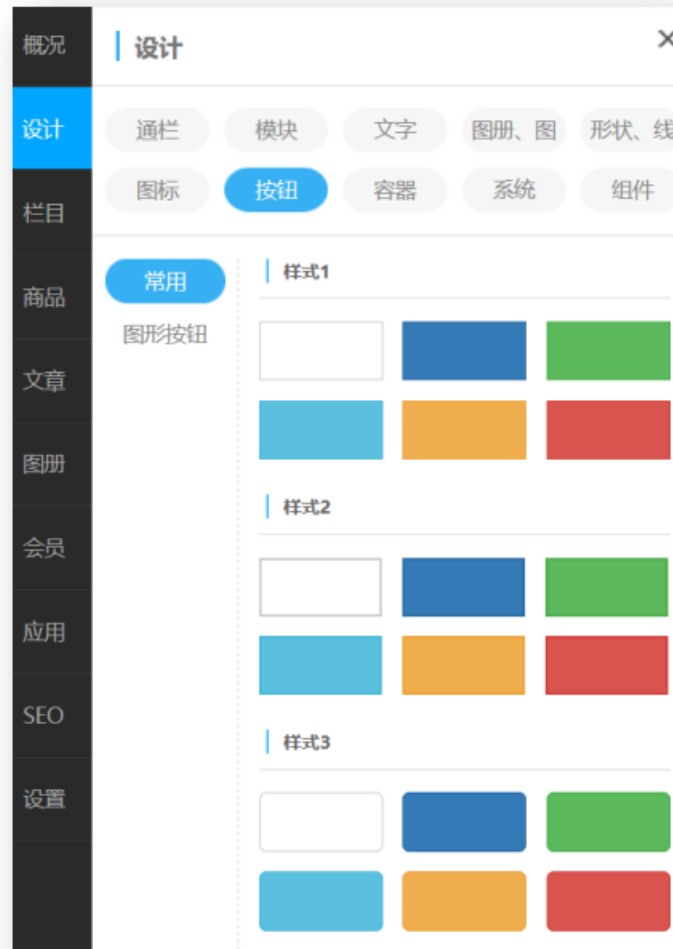 概况
设计
栏目
商品
文章
图册
会员
应用
SEO
设置
设计
通栏 模块 文字 图册、图 形状、线
图标 按钮 容器 系统 组件
常用
图形按钮
样式1
样式2
样式3